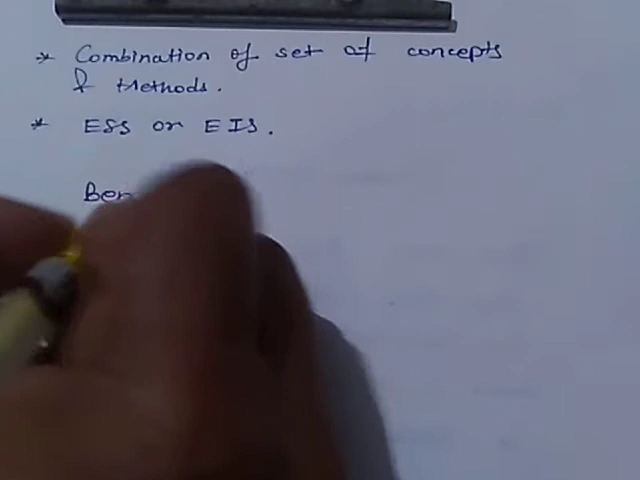 * Combination of set of concepts
& Methods.
* ESS or EIS.
Ben